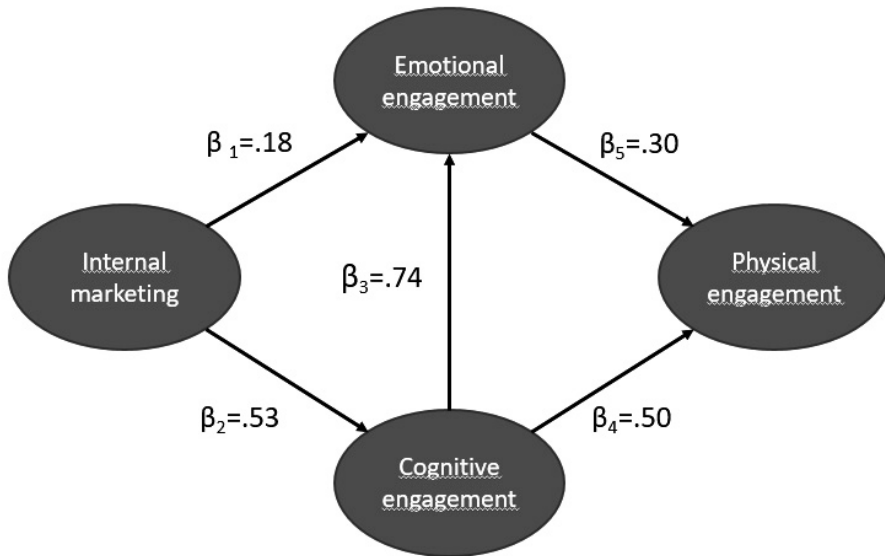 Emotional
engagement
β 1=.18
β5=.30
Internal
marketing
β3=.74
Physical
engagement
β2=.53
β4=.50
Cognitive
engagement